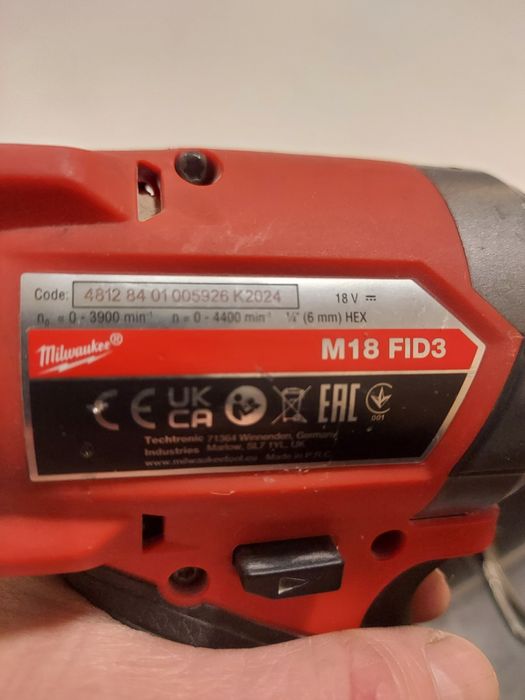 Code: 4812 84 01 005926 K2024 18 V
n₀ = 0 - 3900 min⁻¹ n = 0 - 4400 min⁻¹ ¼" (6 mm) HEX
Milwaukee®
M18 FID3
CE UK CA EAC
001
Techtronic Industries 71364 Winnenden, Germany
Marlow, SL7 1YL, UK
www.milwaukeetool.eu Made in P.R.C.